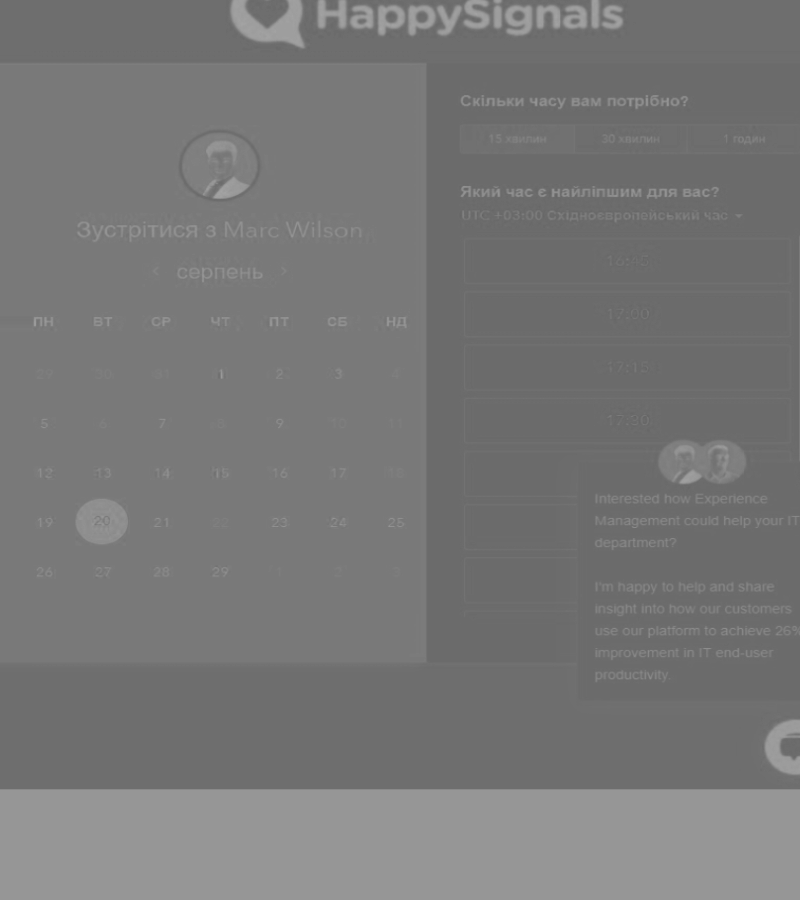 HappySignals
Зустрітися з Marc Wilson
серпень
ПН ВТ СР ЧТ ПТ СБ НД
29 30 31 1 2 3 4
5 6 7 8 9 10 11
12 13 14 15 16 17 18
19 20 21 22 23 24 25
26 27 28 29 1 2 3
Скільки часу вам потрібно?
15 хвилин 30 хвилин 1 годин
Який час є найліпшим для вас?
UTC +03:00 Східноєвропейський час
16:45
17:00
17:15
17:30
Interested how Experience
Management could help your IT
department?
I'm happy to help and share
insight into how our customers
use our platform to achieve 26%
improvement in IT end-user
productivity.